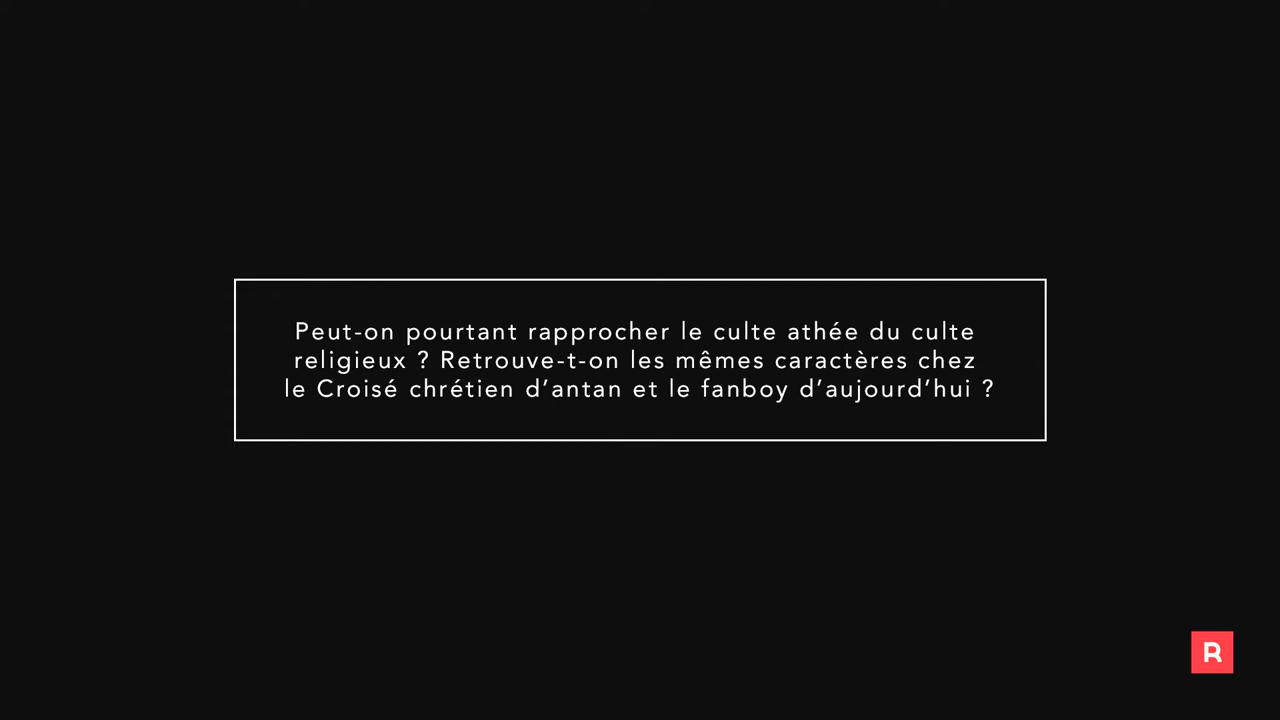 Peut-on pourtant rapprocher le culte athée du culte
religieux ? Retrouve-t-on les mêmes caractères chez
le Croisé chrétien d’antan et le fanboy d’aujourd’hui ?
R